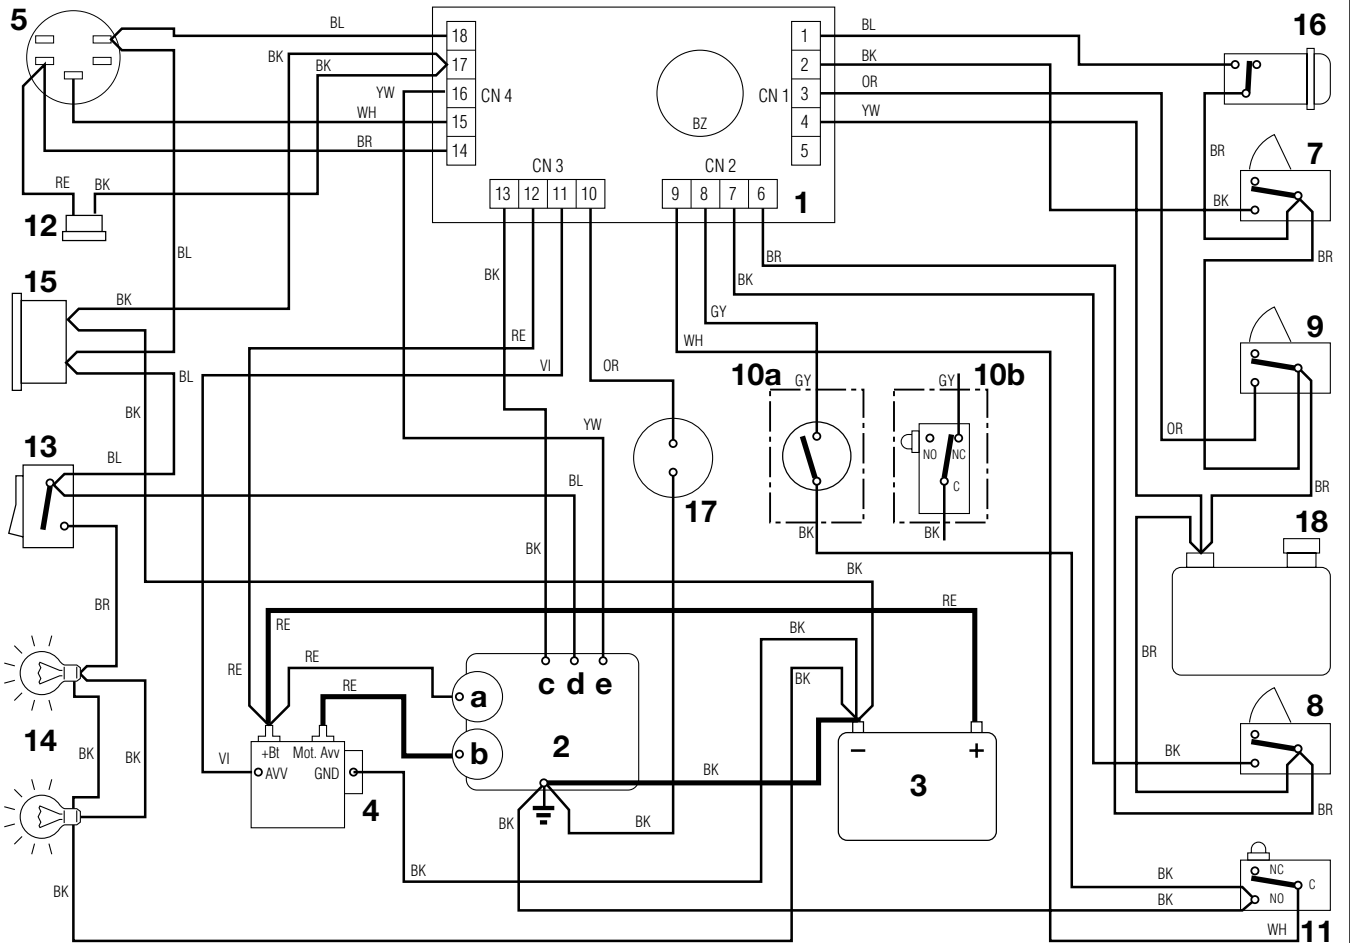 5
BL
18
1
BL
16
BK
BK
17
2
BK
YW
16
CN 4
CN 1
3
OR
WH
15
BZ
4
YW
BR
14
5
BR
7
CN 3
CN 2
RE
BK
13
12
11
10
9
8
7
6
1
BK
12
BL
BR
BK
BK
BR
15
BK
GY
RE
WH
9
VI
OR
10a
GY
GY
10b
BL
BK
YW
OR
13
BL
NO
NC
BL
C
BR
17
18
BK
BK
BK
BK
BR
RE
RE
BK
BR
RE
RE
BK
RE
c
d
e
a
8
14
BK
BK
VI
+Bt
Mot. Avv
b
2
–
+
BK
AVV
GND
BK
3
4
BK
BK
BR
BK
BK
NC
C
BK
BK
NO
WH
11